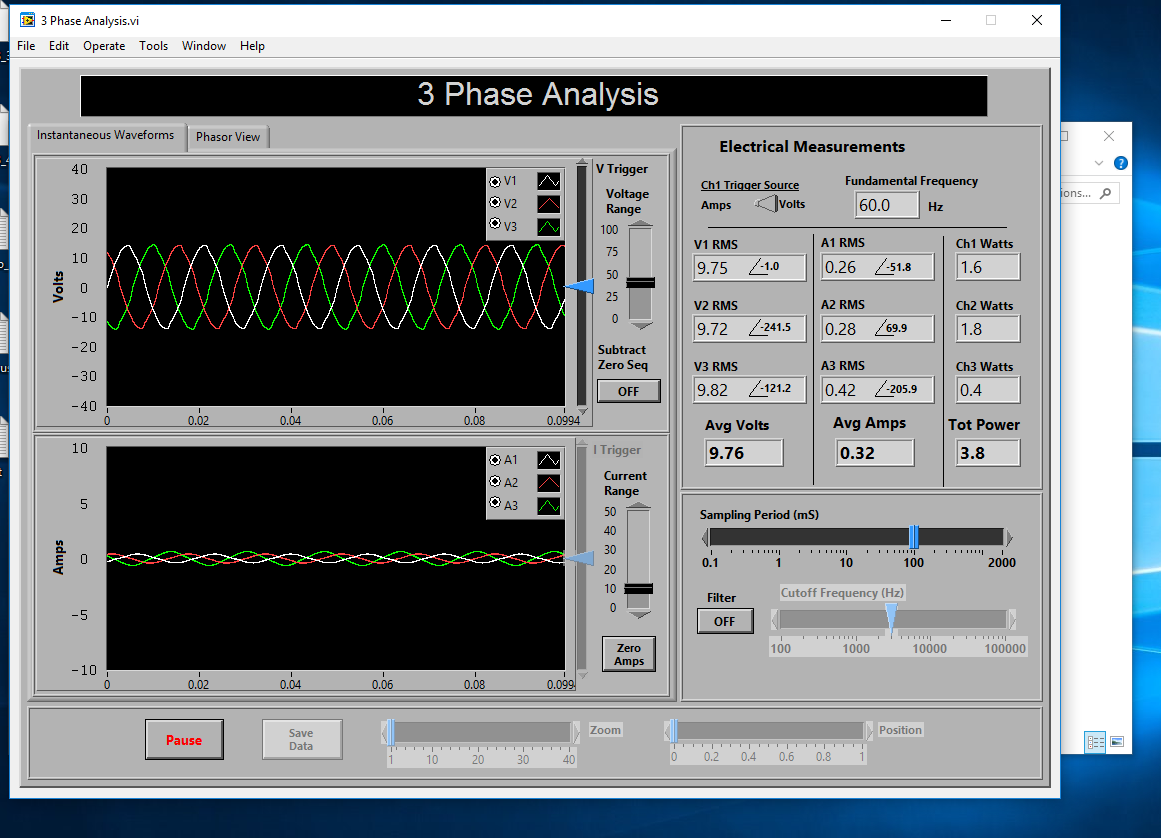 3 Phase Analysis.vi
File Edit Operate Tools Window Help
3 Phase Analysis
Instantaneous Waveforms Phasor View
40
30
20
10
0
-10
-20
-30
-40
Volts
0 0.02 0.04 0.06 0.08 0.0994
V1
V2
V3
V Trigger
Voltage
Range
100
75
50
25
0
Subtract
Zero Seq
OFF
10
5
0
-5
-10
Amps
0 0.02 0.04 0.06 0.08 0.099
A1
A2
A3
I Trigger
Current
Range
50
40
30
20
10
0
Zero
Amps
Electrical Measurements
Ch1 Trigger Source
Amps Volts
Fundamental Frequency
60.0 Hz
V1 RMS A1 RMS Ch1 Watts
9.75 ∠-1.0 0.26 ∠-51.8 1.6
V2 RMS A2 RMS Ch2 Watts
9.72 ∠-241.5 0.28 ∠69.9 1.8
V3 RMS A3 RMS Ch3 Watts
9.82 ∠-121.2 0.42 ∠-205.9 0.4
Avg Volts Avg Amps Tot Power
9.76 0.32 3.8
Sampling Period (mS)
0.1 1 10 100 2000
Filter
OFF
Cutoff Frequency (Hz)
100 1000 10000 100000
Pause
Save
Data
1 10 20 30 40
Zoom
0 0.2 0.4 0.6 0.8 1
Position
ions...